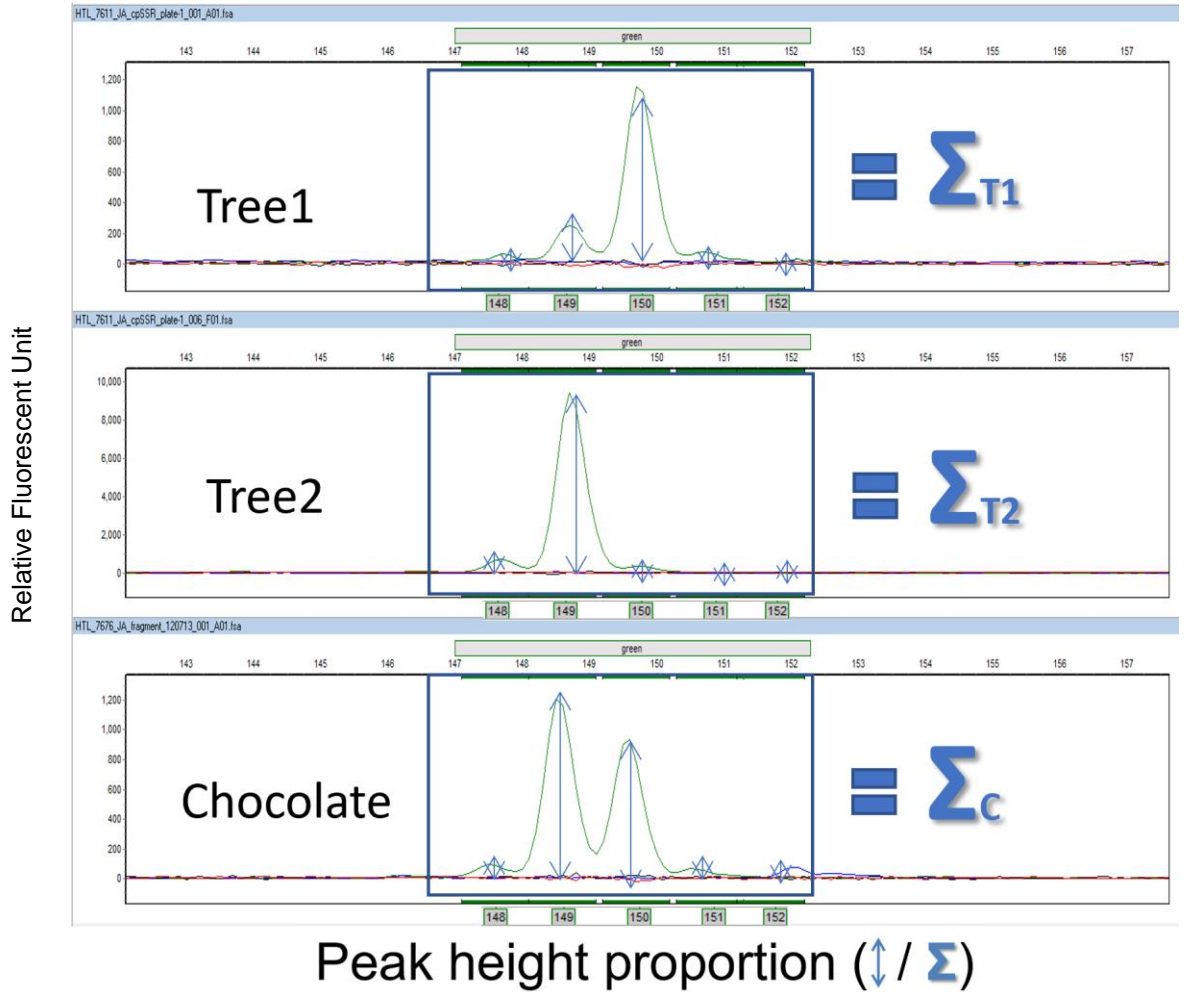 HTL_7611_JA_cpSSR_plate-1_001_A01.fsa
green
143 144 145 146 147 148 149 150 151 152 153 154 155 156 157
1,200
1,000
800
600
400
200
0
Tree1
= Σ T1
148 149 150 151 152
HTL_7611_JA_cpSSR_plate-1_006_F01.fsa
green
143 144 145 146 147 148 149 150 151 152 153 154 155 156 157
10,000
8,000
6,000
4,000
2,000
0
Tree2
= Σ T2
148 149 150 151 152
Relative Fluorescent Unit
HTL_7676_JA_fragment_120713_001_A01.fsa
green
143 144 145 146 147 148 149 150 151 152 153 154 155 156 157
1,200
1,000
800
600
400
200
0
Chocolate
= Σ C
148 149 150 151 152
Peak height proportion (↕/ Σ)